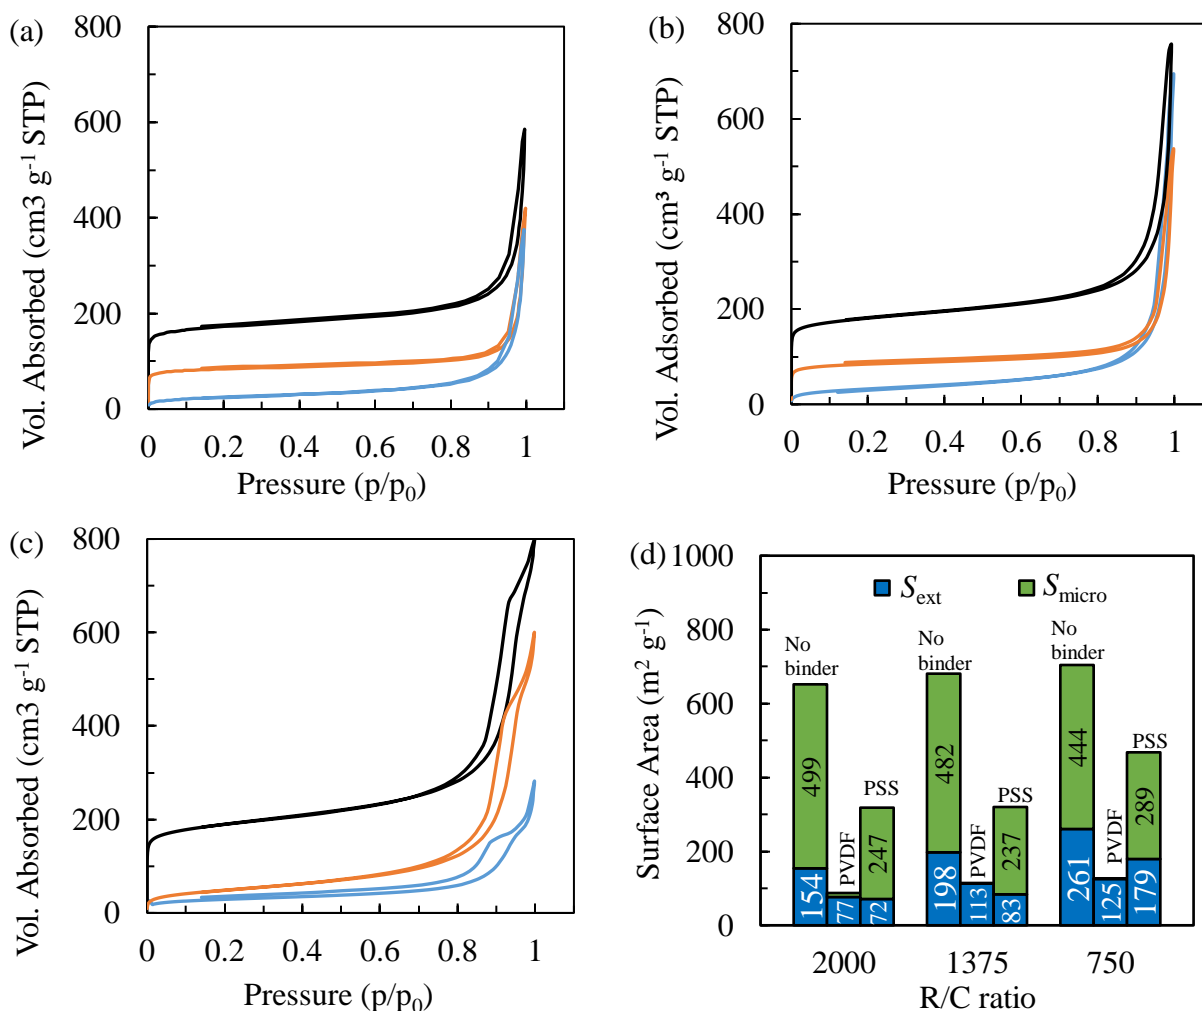 (a)
Vol. Absorbed (cm3 g-1 STP)
800
600
400
200
0
0 0.2 0.4 0.6 0.8 1
Pressure (p/p0)
(b)
Vol. Adsorbed (cm³ g-1 STP)
800
600
400
200
0
0 0.2 0.4 0.6 0.8 1
Pressure (p/p0)
(c)
Vol. Absorbed (cm3 g-1 STP)
800
600
400
200
0
0 0.2 0.4 0.6 0.8 1
Pressure (p/p0)
(d)
Surface Area (m2 g-1)
1000
800
600
400
200
0
Sext
Smicro
No
binder
499
154
PVDF
77
247
72
No
binder
482
198
PVDF
113
PSS
237
83
444
261
PVDF
125
PSS
289
179
No
binder
2000 1375 750
R/C ratio